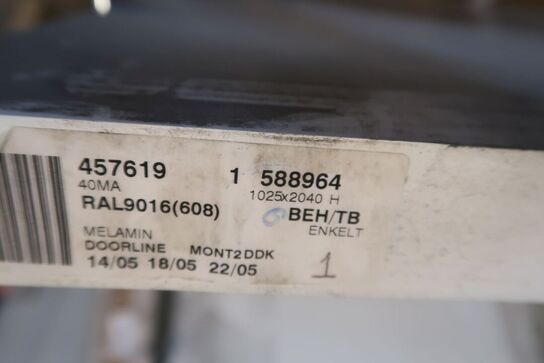 457619 1 588964
40MA 1025x2040 H
RAL9016(608) BEH/TB
MELAMIN ENKELT
DOORLINE MONT2DDK
14/05 18/05 22/05 1